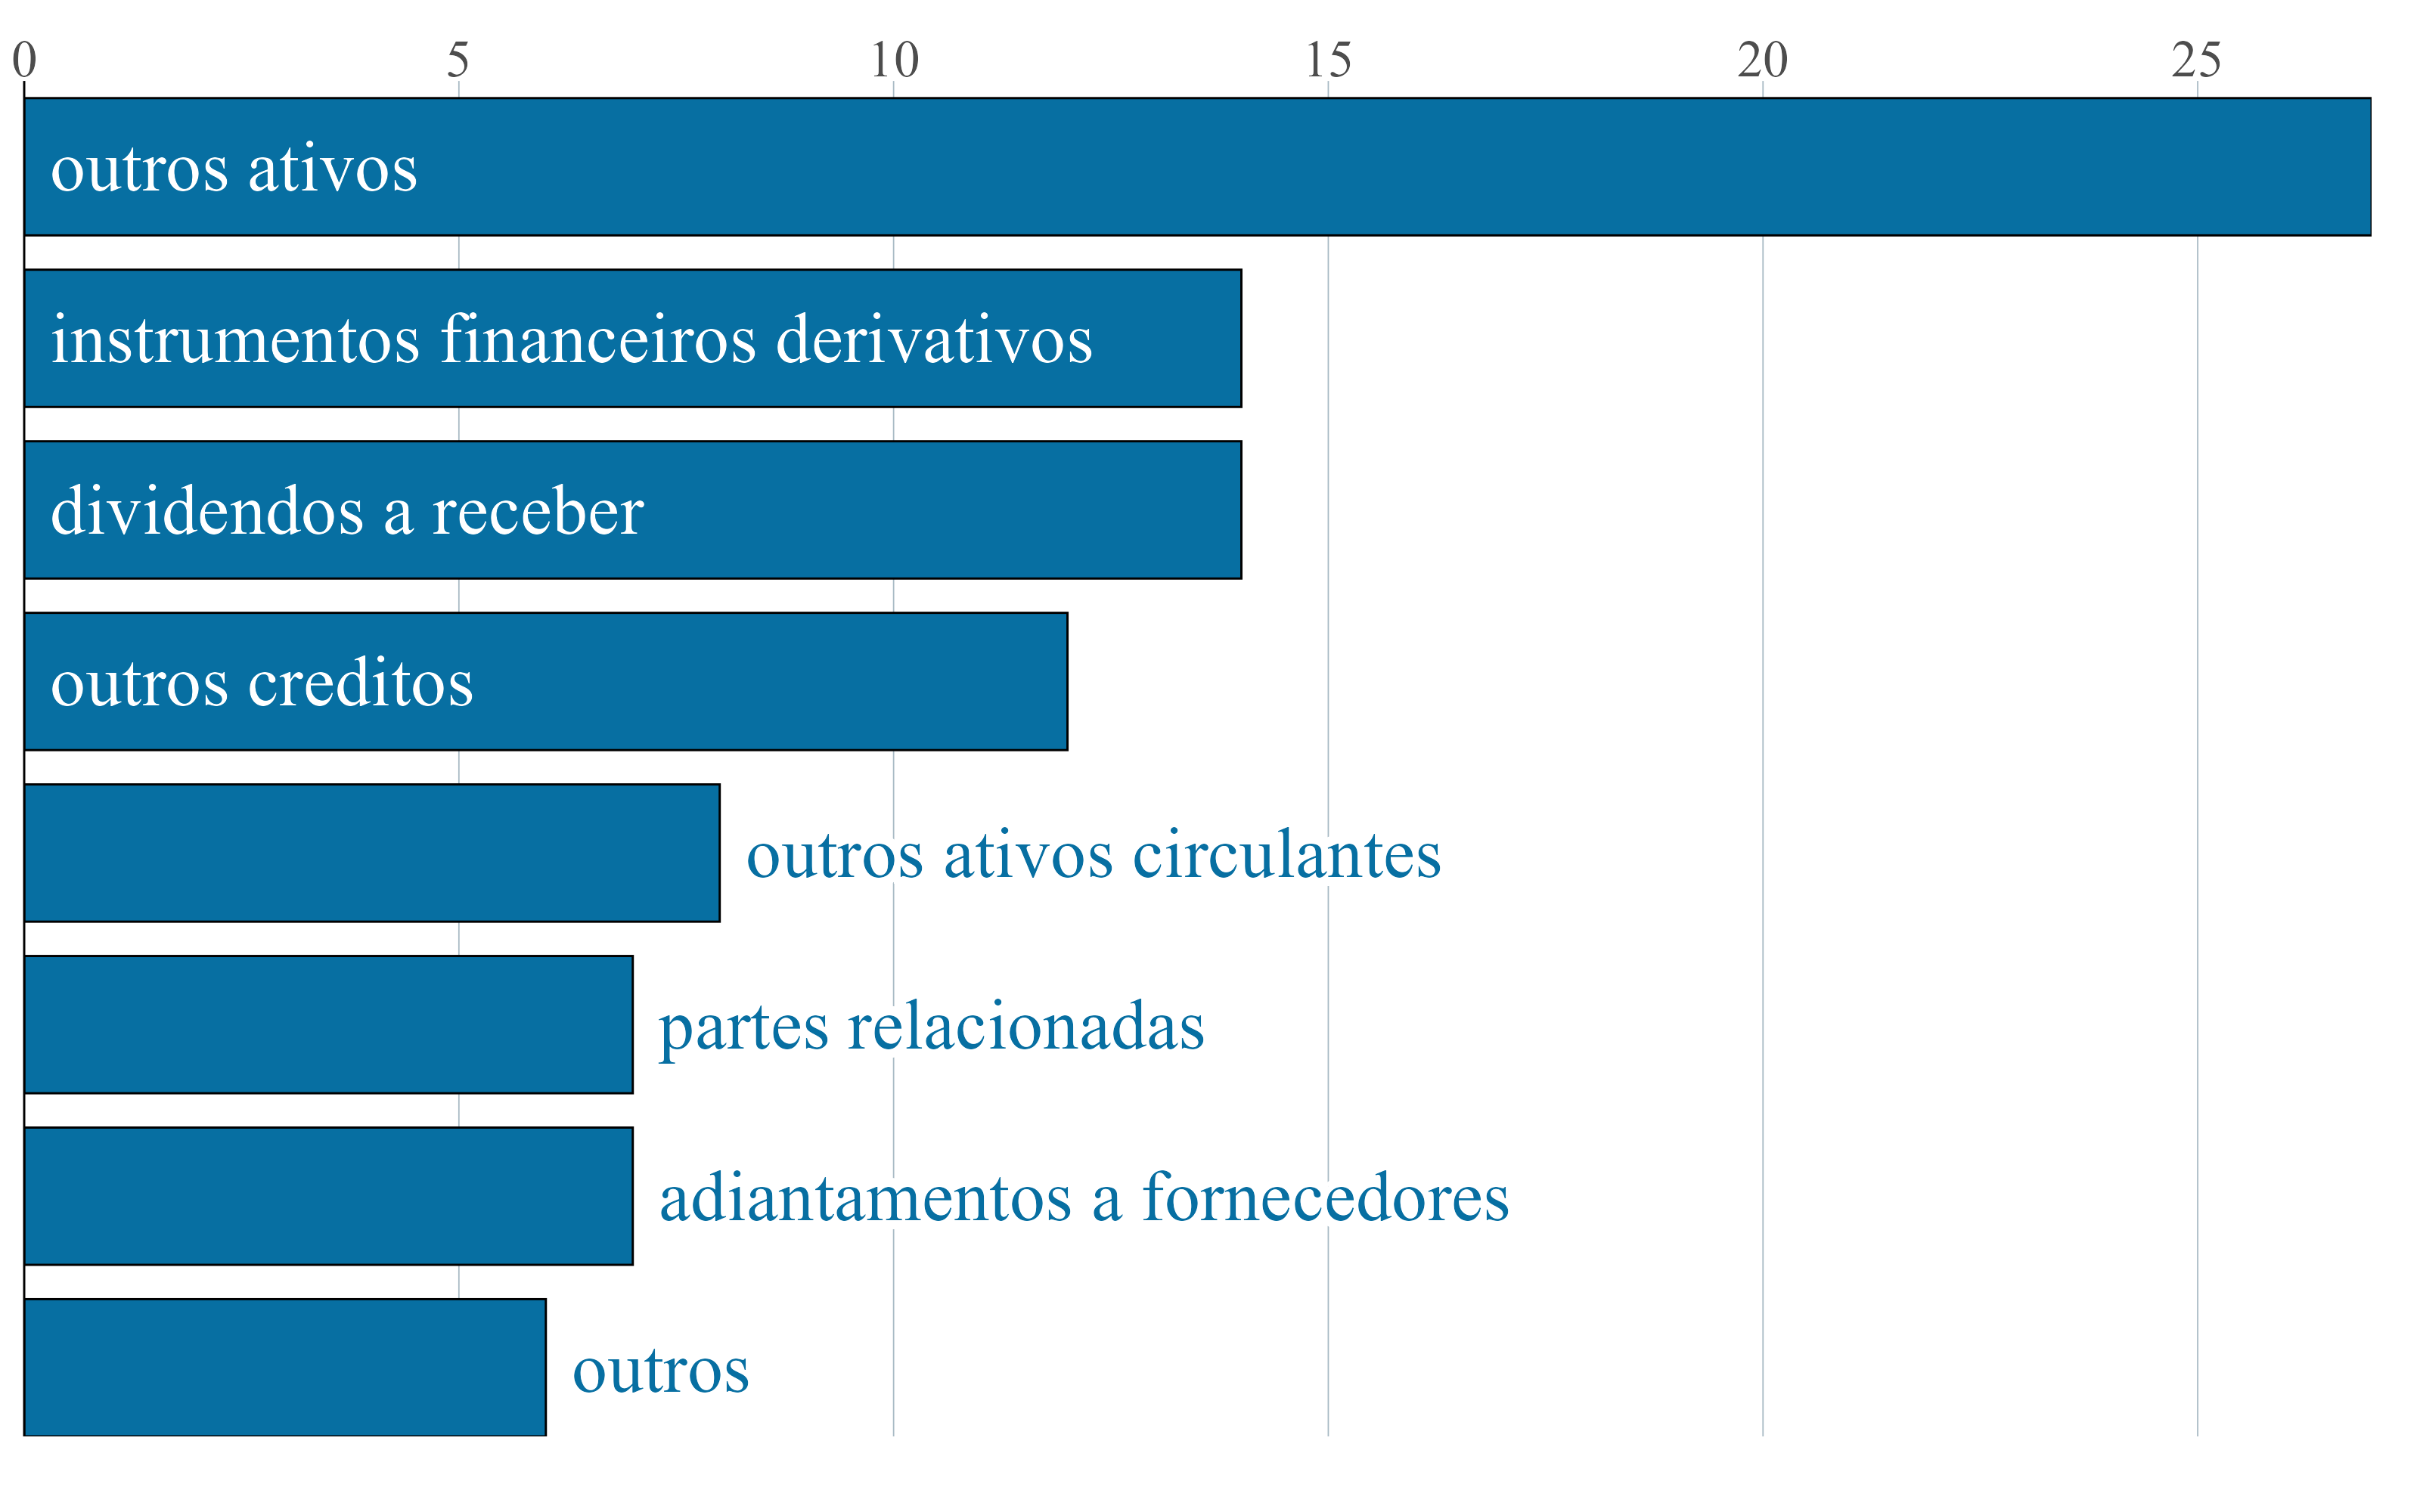 0 5 10 15 20 25
outros ativos
instrumentos financeiros derivativos
dividendos a receber
outros creditos
outros ativos circulantes
partes relacionadas
adiantamentos a fornecedores
outros